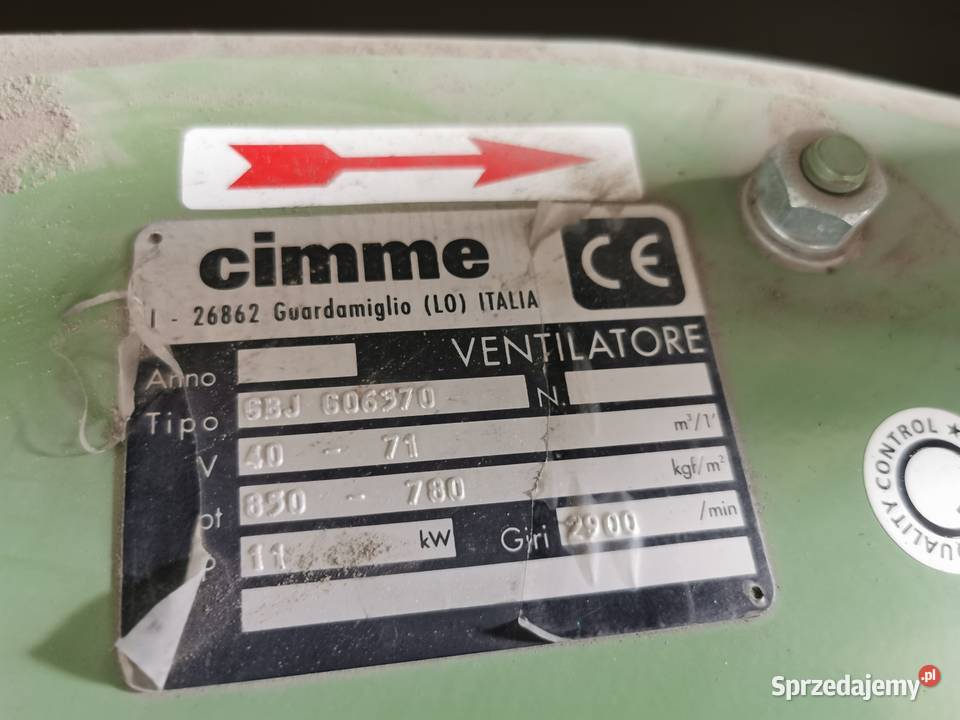 cimme
CE
I - 26862 Guardamiglio (LO) ITALIA
VENTILATORE
Anno
Tipo GBJ 606370 N.
V 40 - 71 m³/1'
pt 850 - 780 kgf/m²
P 11 kW Giri 2900 /min
QUALITY CONTROL
Sprzedajemy.pl